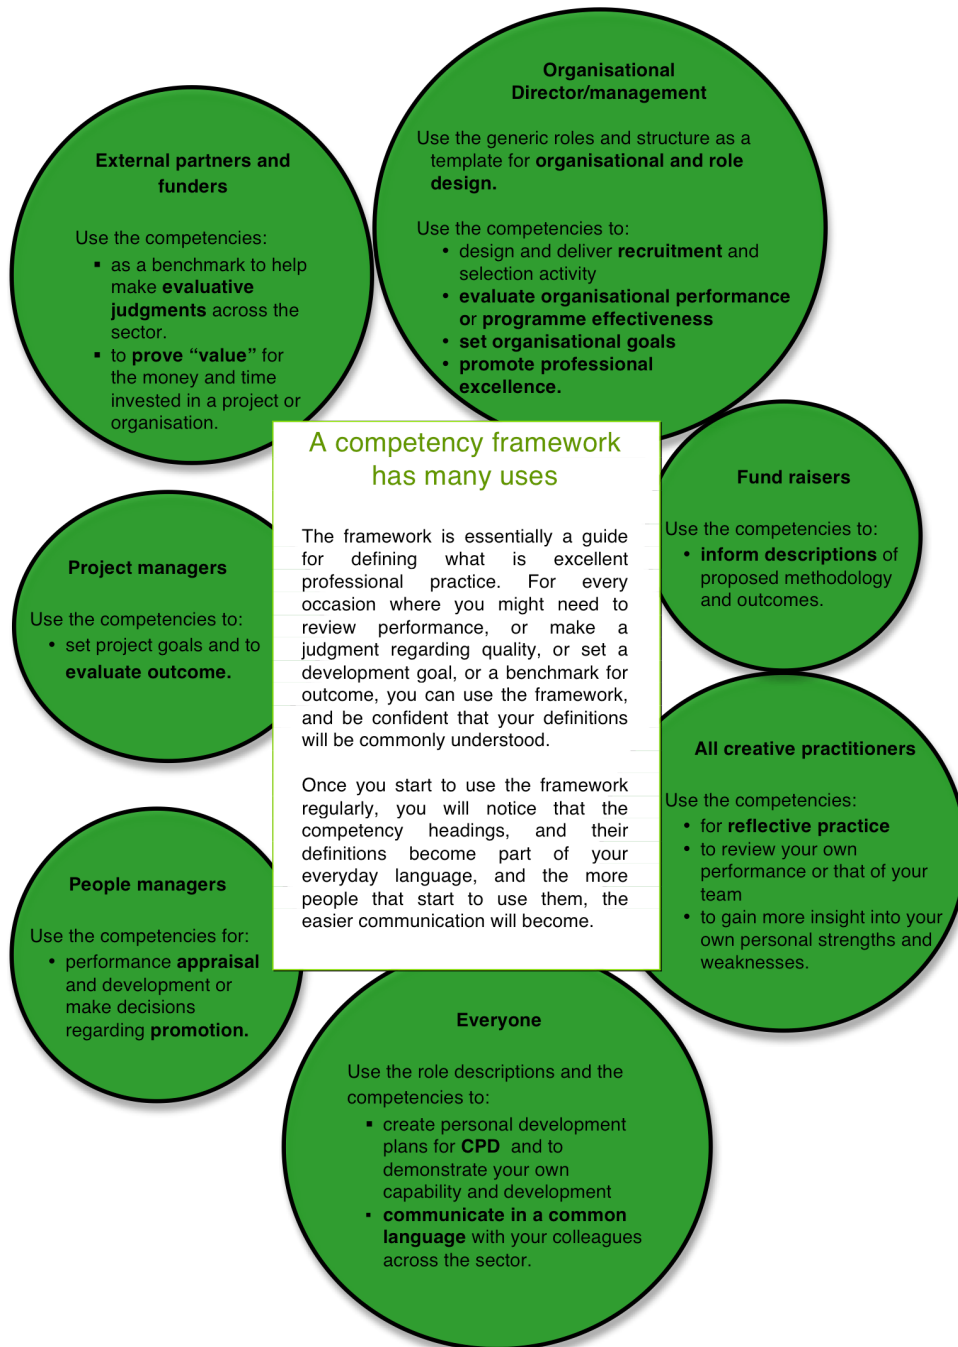 Organisational
Director/management
Use the generic roles and structure as a
template for organisational and role
design.
Use the competencies to:
• design and deliver recruitment and
selection activity
• evaluate organisational performance
or programme effectiveness
• set organisational goals
• promote professional
excellence.
External partners and
funders
Use the competencies:
▪ as a benchmark to help
make evaluative
judgments across the
sector.
▪ to prove “value” for
the money and time
invested in a project or
organisation.
A competency framework
has many uses
The framework is essentially a guide
for defining what is excellent
professional practice. For every
occasion where you might need to
review performance, or make a
judgment regarding quality, or set a
development goal, or a benchmark for
outcome, you can use the framework,
and be confident that your definitions
will be commonly understood.
Once you start to use the framework
regularly, you will notice that the
competency headings, and their
definitions become part of your
everyday language, and the more
people that start to use them, the
easier communication will become.
Fund raisers
Use the competencies to:
• inform descriptions of
proposed methodology
and outcomes.
Project managers
Use the competencies to:
• set project goals and to
evaluate outcome.
All creative practitioners
Use the competencies:
• for reflective practice
• to review your own
performance or that of your
team
• to gain more insight into your
own personal strengths and
weaknesses.
People managers
Use the competencies for:
• performance appraisal
and development or
make decisions
regarding promotion.
Everyone
Use the role descriptions and the
competencies to:
▪ create personal development
plans for CPD and to
demonstrate your own
capability and development
▪ communicate in a common
language with your colleagues
across the sector.